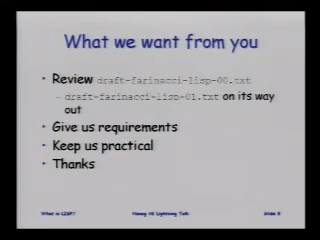 What we want from you
• Review draft-farinacci-lisp-00.txt
– draft-farinacci-lisp-01.txt on its way
out
• Give us requirements
• Keep us practical
• Thanks
What is LISP?
Nanog 40 Lightning Talk
Slide 8